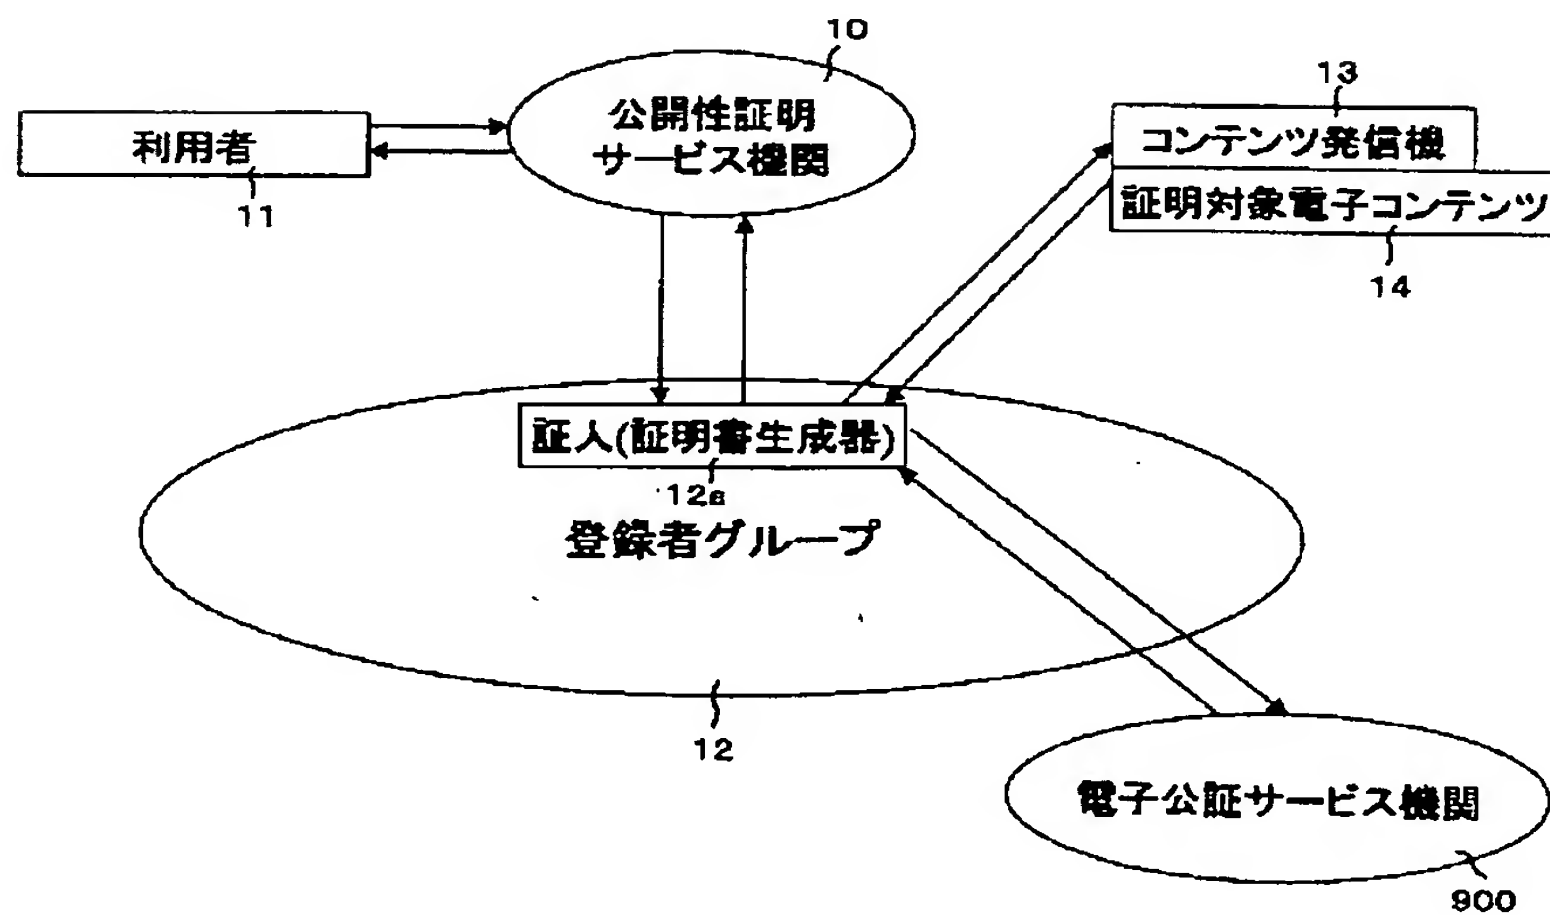 10
公開性証明
サービス機関
利用者
11
13
コンテンツ発信機
証明対象電子コンテンツ
14
証人(証明書生成器)
12a
登録者グループ
12
電子公証サービス機関
900